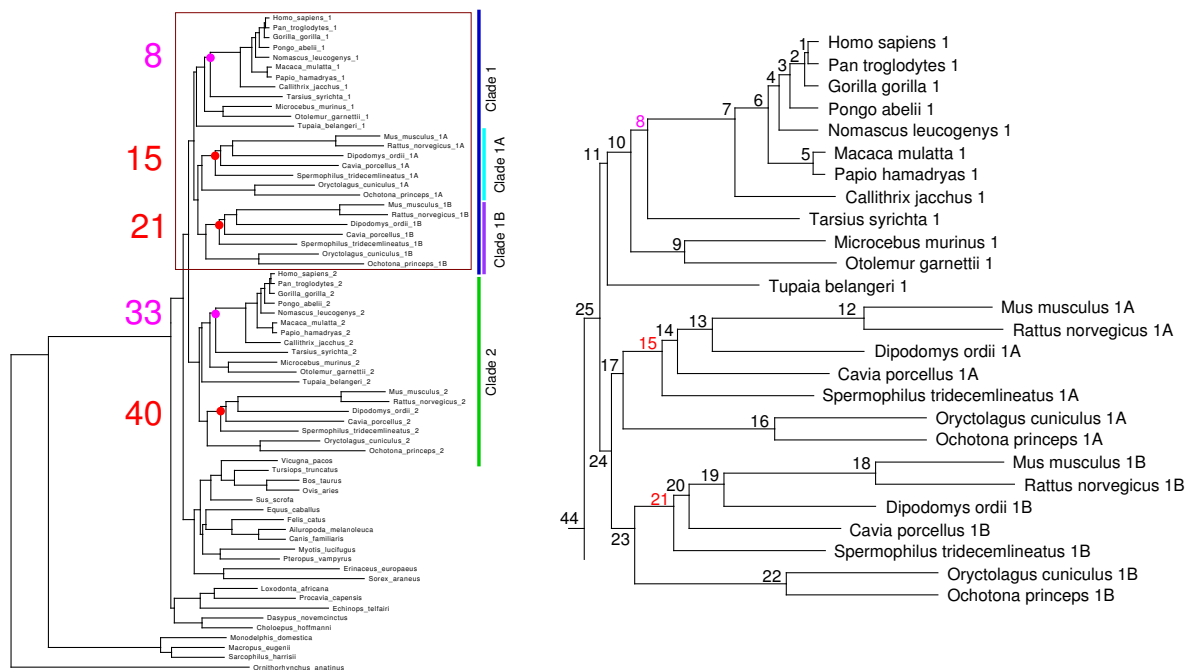 8
15
21
33
40
Homo_sapiens_1
Pan_troglodytes_1
Gorilla_gorilla_1
Pongo_abelii_1
Nomascus_leucogenys_1
Macaca_mulatta_1
Papio_hamadryas_1
Callithrix_jacchus_1
Tarsius_syrichta_1
Microcebus_murinus_1
Otolemur_garnettii_1
Tupaia_belangeri_1
Mus_musculus_1A
Rattus_norvegicus_1A
Dipodomys_ordii_1A
Cavia_porcellus_1A
Spermophilus_tridecemlineatus_1A
Oryctolagus_cuniculus_1A
Ochotona_princeps_1A
Mus_musculus_1B
Rattus_norvegicus_1B
Dipodomys_ordii_1B
Cavia_porcellus_1B
Spermophilus_tridecemlineatus_1B
Oryctolagus_cuniculus_1B
Ochotona_princeps_1B
Homo_sapiens_2
Pan_troglodytes_2
Gorilla_gorilla_2
Pongo_abelii_2
Nomascus_leucogenys_2
Macaca_mulatta_2
Papio_hamadryas_2
Callithrix_jacchus_2
Tarsius_syrichta_2
Microcebus_murinus_2
Otolemur_garnettii_2
Tupaia_belangeri_2
Mus_musculus_2
Rattus_norvegicus_2
Dipodomys_ordii_2
Cavia_porcellus_2
Spermophilus_tridecemlineatus_2
Oryctolagus_cuniculus_2
Ochotona_princeps_2
Vicugna_pacos
Tursiops_truncatus
Bos_taurus
Ovis_aries
Sus_scrofa
Equus_caballus
Felis_catus
Ailuropoda_melanoleuca
Canis_familiaris
Myotis_lucifugus
Pteropus_vampyrus
Erinaceus_europaeus
Sorex_araneus
Loxodonta_africana
Procavia_capensis
Echinops_telfairi
Dasypus_novemcinctus
Choloepus_hoffmanni
Monodelphis_domestica
Macropus_eugenii
Sarcophilus_harrisii
Ornithorhynchus_anatinus
Clade 1
Clade 1A
Clade 1B
Clade 2
1
Homo sapiens 1
2
Pan troglodytes 1
3
Gorilla gorilla 1
4
Pongo abelii 1
6
Nomascus leucogenys 1
7
8
5
Macaca mulatta 1
10
11
Papio hamadryas 1
Callithrix jacchus 1
Tarsius syrichta 1
9
Microcebus murinus 1
Otolemur garnettii 1
Tupaia belangeri 1
25
12
Mus musculus 1A
13
14
Rattus norvegicus 1A
15
Dipodomys ordii 1A
17
Cavia porcellus 1A
Spermophilus tridecemlineatus 1A
16
Oryctolagus cuniculus 1A
Ochotona princeps 1A
24
18
Mus musculus 1B
19
20
Rattus norvegicus 1B
21
Dipodomys ordii 1B
44
23
Cavia porcellus 1B
Spermophilus tridecemlineatus 1B
22
Oryctolagus cuniculus 1B
Ochotona princeps 1B